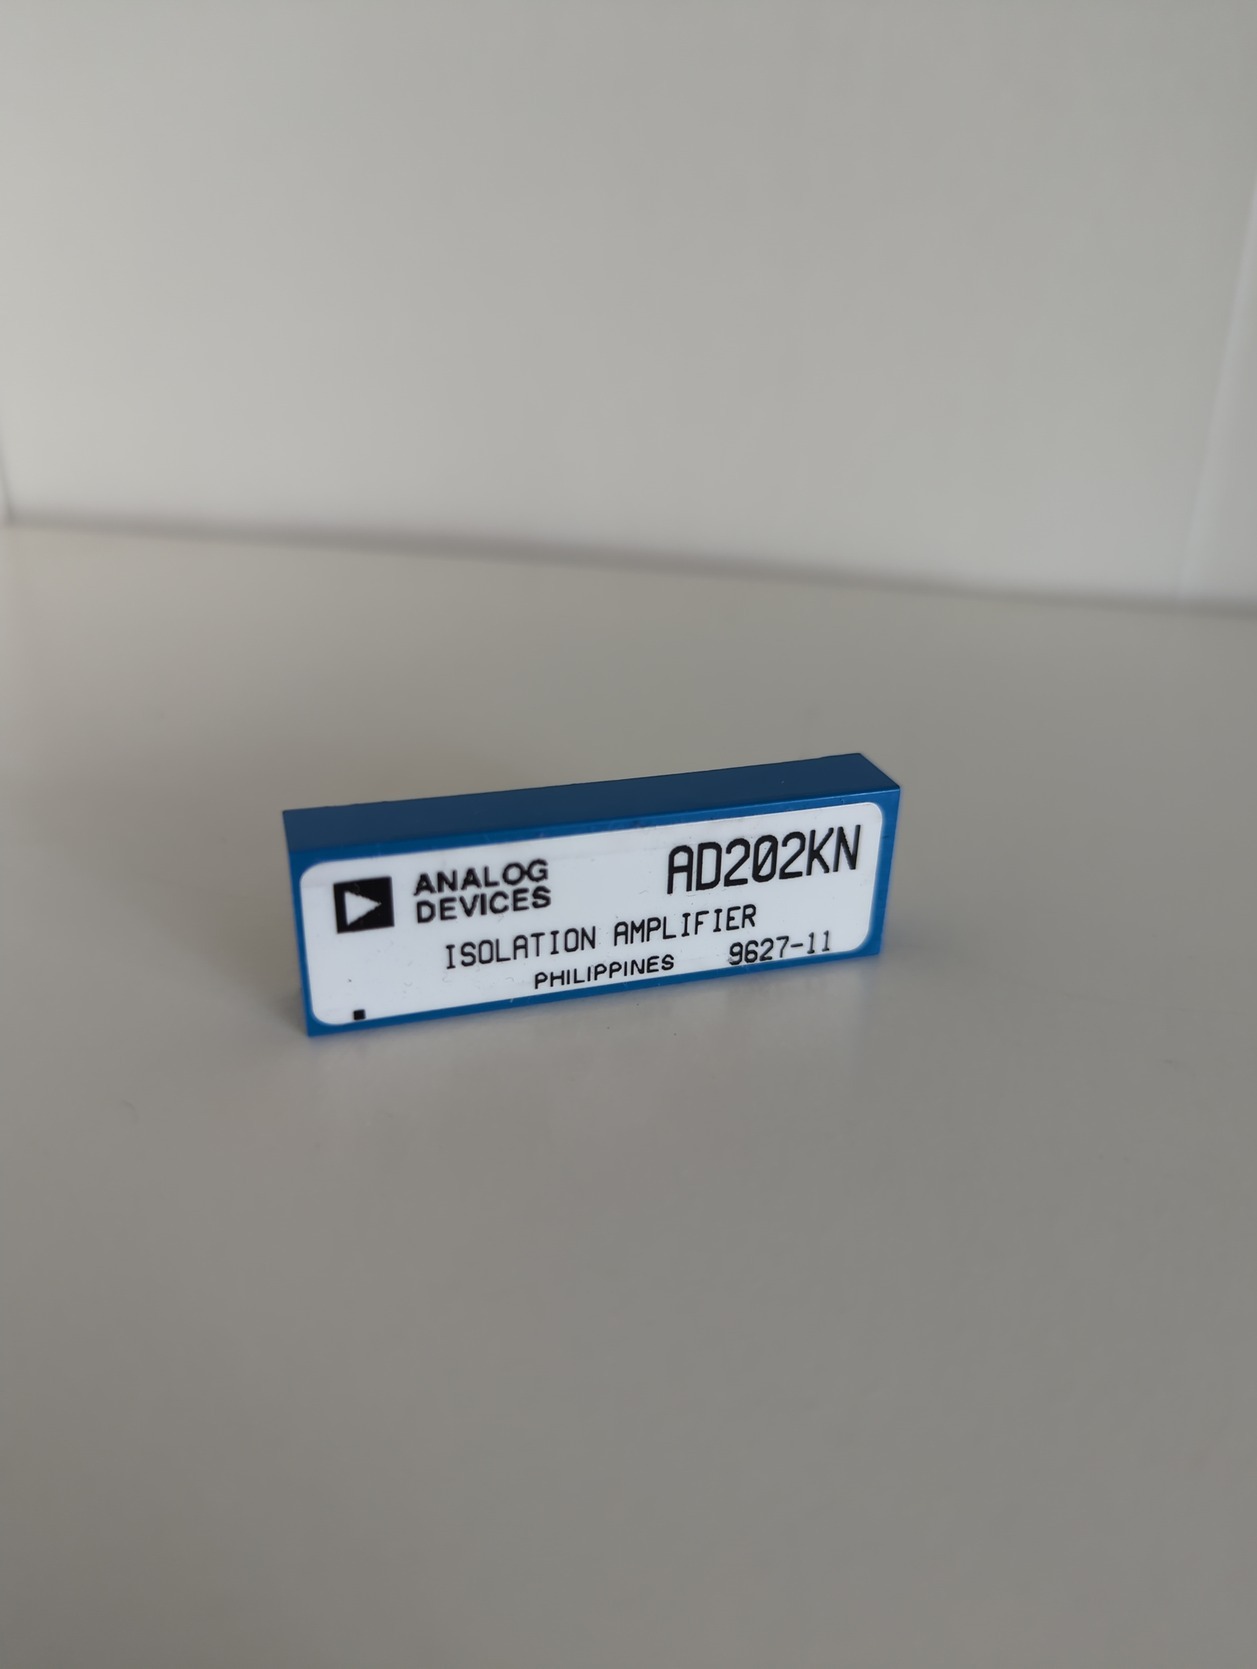 ANALOG
DEVICES
AD202KN
ISOLATION AMPLIFIER
PHILIPPINES 9627-11